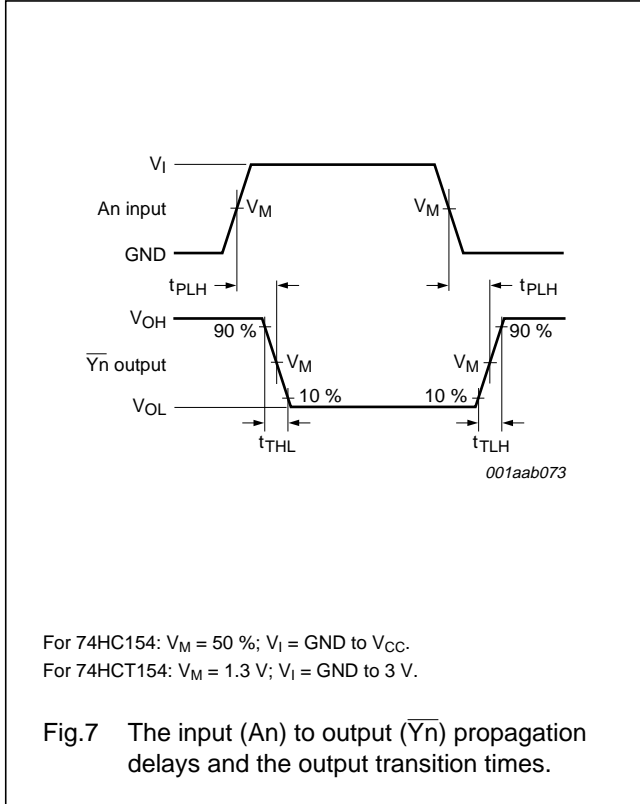 V_I
An input
V_M V_M
GND
t_PLH t_PLH
V_OH
90 % 90 %
Y̅n̅ output
V_M V_M
10 % 10 %
V_OL
t_THL t_TLH
001aab073
For 74HC154: V_M = 50 %; V_I = GND to V_CC.
For 74HCT154: V_M = 1.3 V; V_I = GND to 3 V.
Fig.7 The input (An) to output (Y̅n̅) propagation
delays and the output transition times.